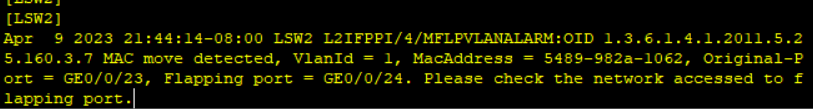 [LSW2]
[LSW2]
Apr  9 2023 21:44:14-08:00 LSW2 L2IFPPI/4/MFLPVLANALARM:OID 1.3.6.1.4.1.2011.5.2
5.160.3.7 MAC move detected, VlanId = 1, MacAddress = 5489-982a-1062, Original-P
ort = GE0/0/23, Flapping port = GE0/0/24. Please check the network accessed to f
lapping port.